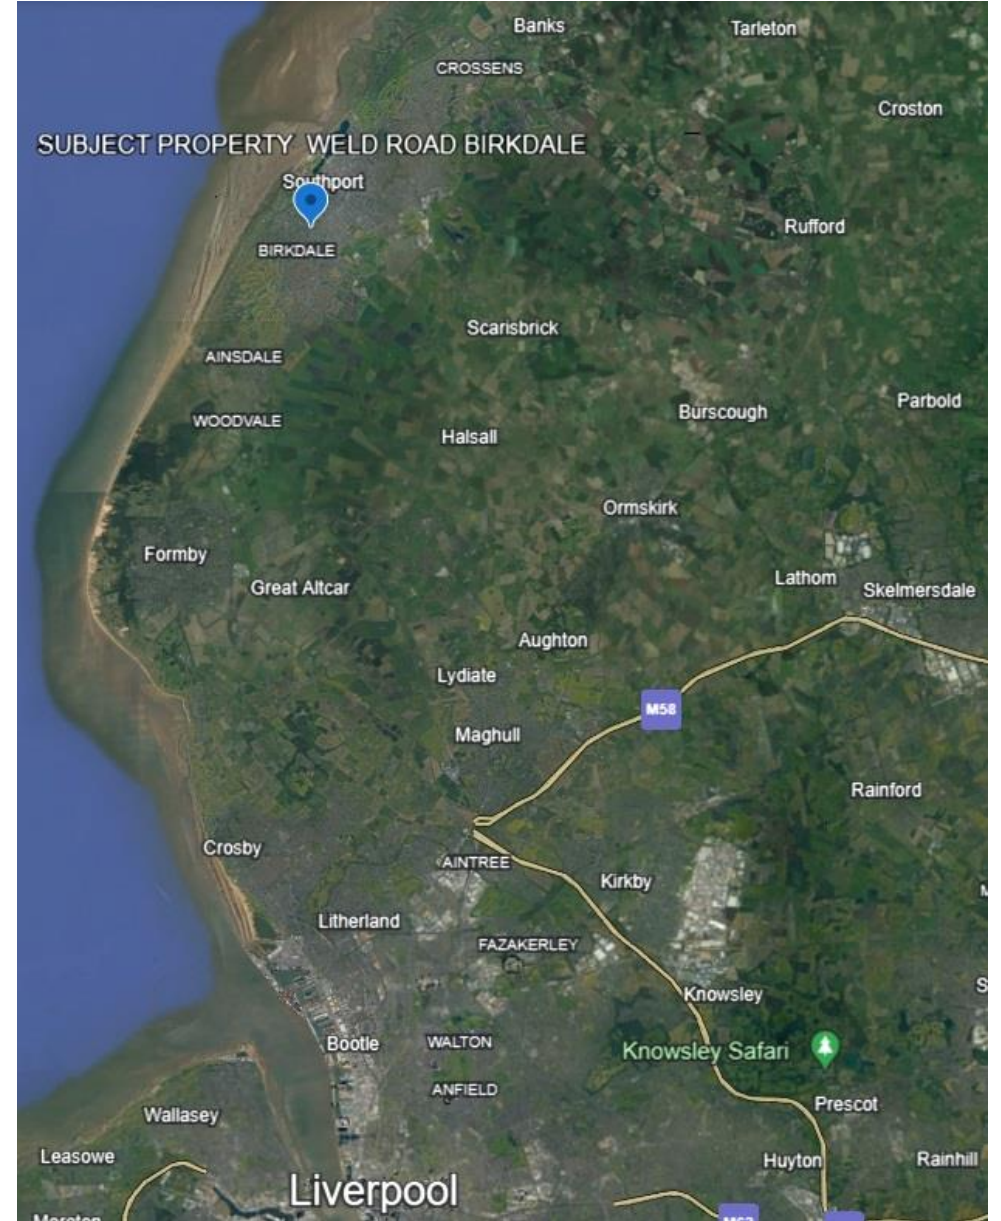 Banks
Tarleton
CROSSENS
Croston
SUBJECT PROPERTY WELD ROAD BIRKDALE
Southport
Rufford
BIRKDALE
Scarisbrick
AINSDALE
Parbold
Burscough
WOODVALE
Halsall
Ormskirk
Formby
Lathom
Great Altcar
Skelmersdale
Aughton
Lydiate
M58
Maghull
Rainford
Crosby
AINTREE
Kirkby
Litherland
FAZAKERLEY
Knowsley
Bootle
WALTON
Knowsley Safari
ANFIELD
Prescot
Wallasey
Leasowe
Huyton
Rainhill
Liverpool